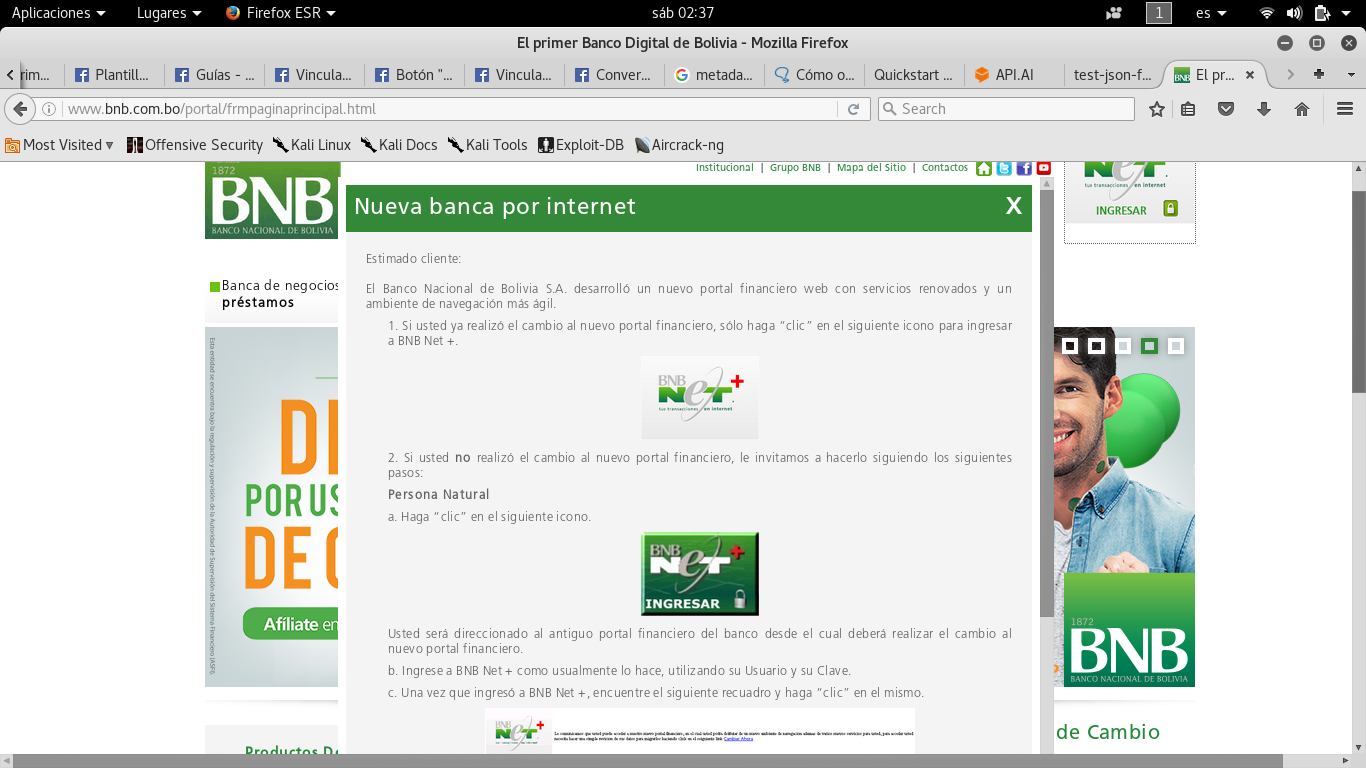 Aplicaciones Lugares Firefox ESR sáb 02:37 1 es
El primer Banco Digital de Bolivia - Mozilla Firefox
rim... Plantill... Guías - ... Vincula... Botón "... Vincula... Conver... metada... Cómo o... Quickstart ... API.AI test-json-f... El pr...
www.bnb.com.bo/portal/frmpaginaprincipal.html Search
Most Visited Offensive Security Kali Linux Kali Docs Kali Tools Exploit-DB Aircrack-ng
Institucional | Grupo BNB | Mapa del Sitio | Contactos
1872
BNB
BANCO NACIONAL DE BOLIVIA
NET.
tus transacciones en internet
INGRESAR
Nueva banca por internet X
Estimado cliente:
El Banco Nacional de Bolivia S.A. desarrolló un nuevo portal financiero web con servicios renovados y un
ambiente de navegación más ágil.
1. Si usted ya realizó el cambio al nuevo portal financiero, sólo haga “clic” en el siguiente icono para ingresar
a BNB Net +.
BNB
Net +
tus transacciones en internet
2. Si usted no realizó el cambio al nuevo portal financiero, le invitamos a hacerlo siguiendo los siguientes
pasos:
Persona Natural
a. Haga “clic” en el siguiente icono.
BNB
Net +
INGRESAR
Usted será direccionado al antiguo portal financiero del banco desde el cual deberá realizar el cambio al
nuevo portal financiero.
b. Ingrese a BNB Net + como usualmente lo hace, utilizando su Usuario y su Clave.
c. Una vez que ingresó a BNB Net +, encuentre el siguiente recuadro y haga “clic” en el mismo.
BNB
Net +
Banca de negocios
préstamos
Esta entidad se encuentra bajo la regulación y supervisión de la Autoridad de Supervisión del Sistema Financiero (ASFI).
DE
POR US
DE C
Afíliate en
1872
BNB
BANCO NACIONAL DE BOLIVIA
Productos De
de Cambio